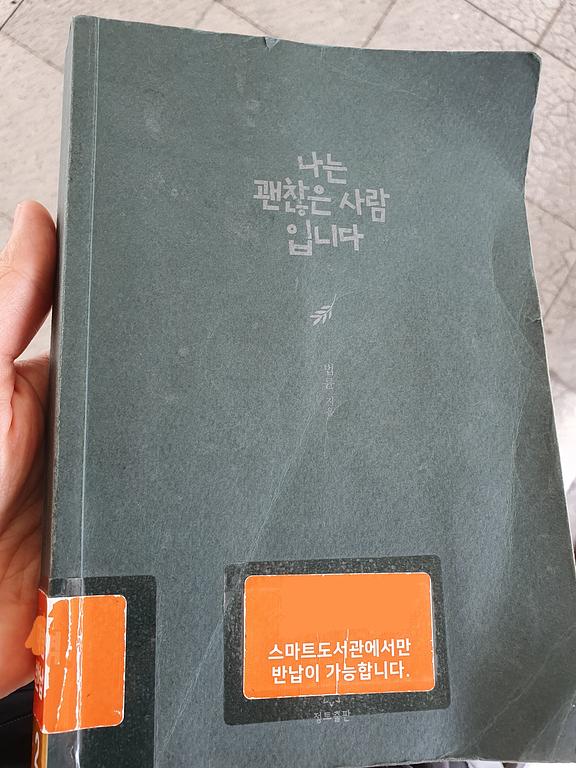 나는
괜찮은 사람
입니다
법륜 지음
스마트도서관에서만
반납이 가능합니다.
정토출판
2